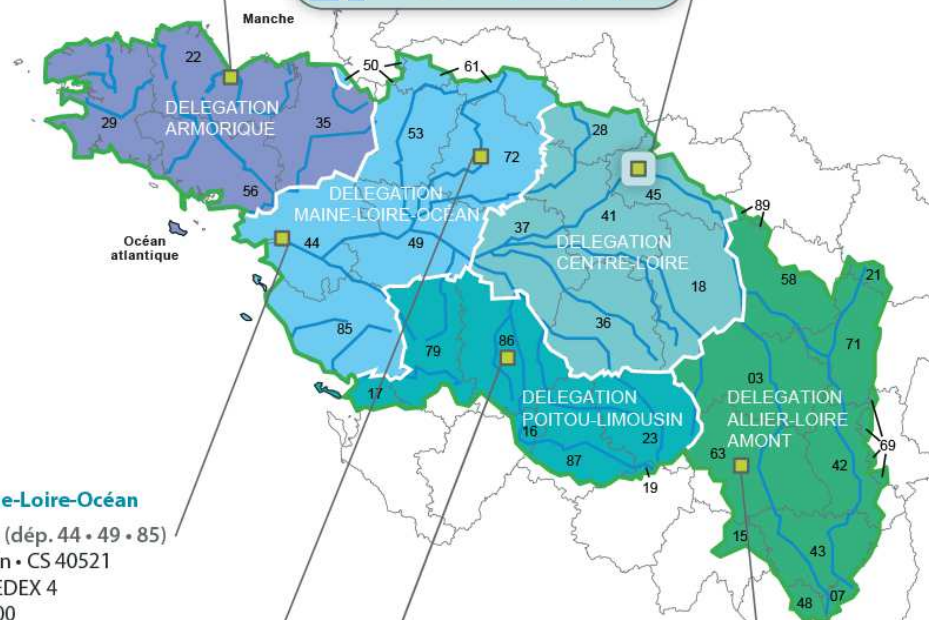 Manche
50
61
22
DELEGATION
ARMORIQUE
29
35
53
28
72
56
DELEGATION
MAINE-LOIRE-OCEAN
45
41
89
37
Océan
atlantique
44
49
DELEGATION
CENTRE-LOIRE
58
21
18
36
85
79
86
71
03
17
DELEGATION
POITOU-LIMOUSIN
DELEGATION
ALLIER-LOIRE
AMONT
16
23
69
63
87
42
19
e-Loire-Océan
(dép. 44 • 49 • 85)
n • CS 40521
EDEX 4
00
15
43
48
07